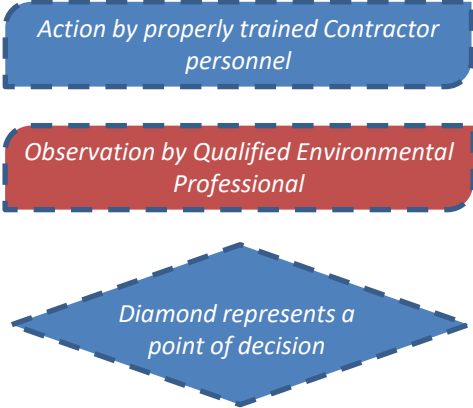 Action by properly trained Contractor
personnel
Observation by Qualified Environmental
Professional
Diamond represents a
point of decision